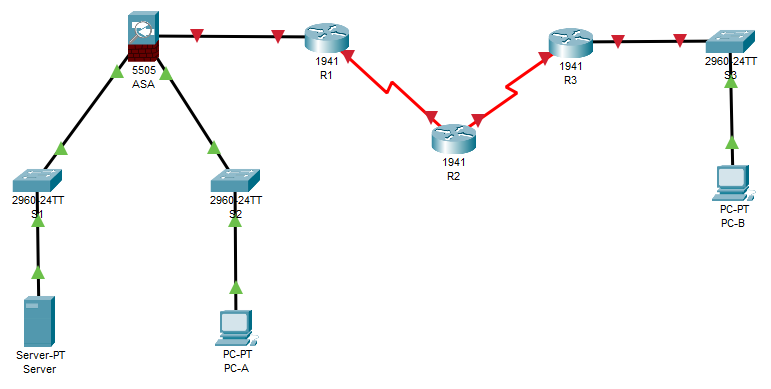 5505
ASA
1941
R1
1941
R3
2960-24TT
S3
1941
R2
2960-24TT
S1
2960-24TT
S2
PC-PT
PC-B
Server-PT
Server
PC-PT
PC-A